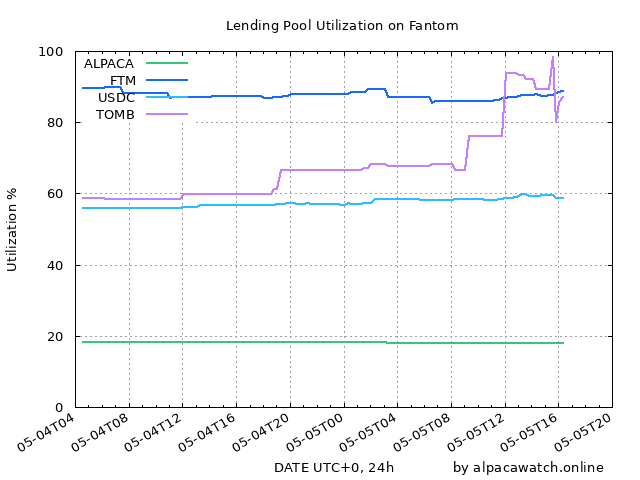 Lending Pool Utilization on Fantom
100
80
60
40
20
0
Utilization %
ALPACA
FTM
USDC
TOMB
05-04T04
05-04T08
05-04T12
05-04T16
05-04T20
05-05T00
05-05T04
05-05T08
05-05T12
05-05T16
05-05T20
DATE UTC+0, 24h
by alpacawatch.online